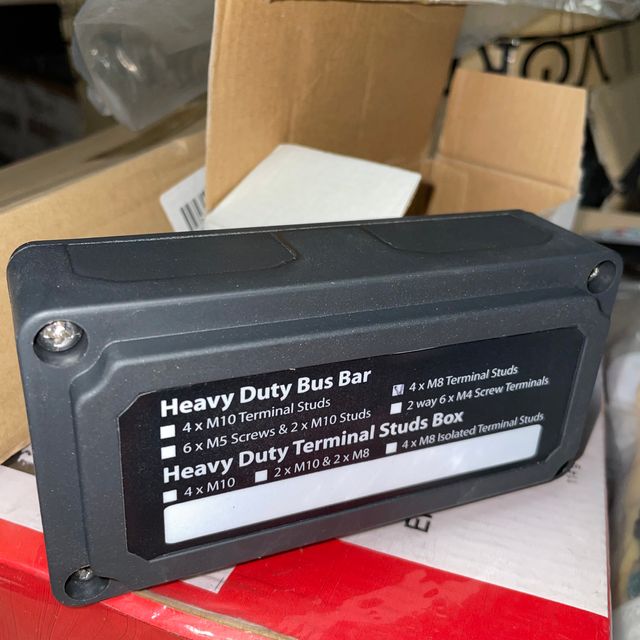 Heavy Duty Bus Bar
4 x M10 Terminal Studs
4 x M8 Terminal Studs
6 x M5 Screws & 2 x M10 Studs
2 way 6 x M4 Screw Terminals
Heavy Duty Terminal Studs Box
4 x M10
2 x M10 & 2 x M8
4 x M8 Isolated Terminal Studs